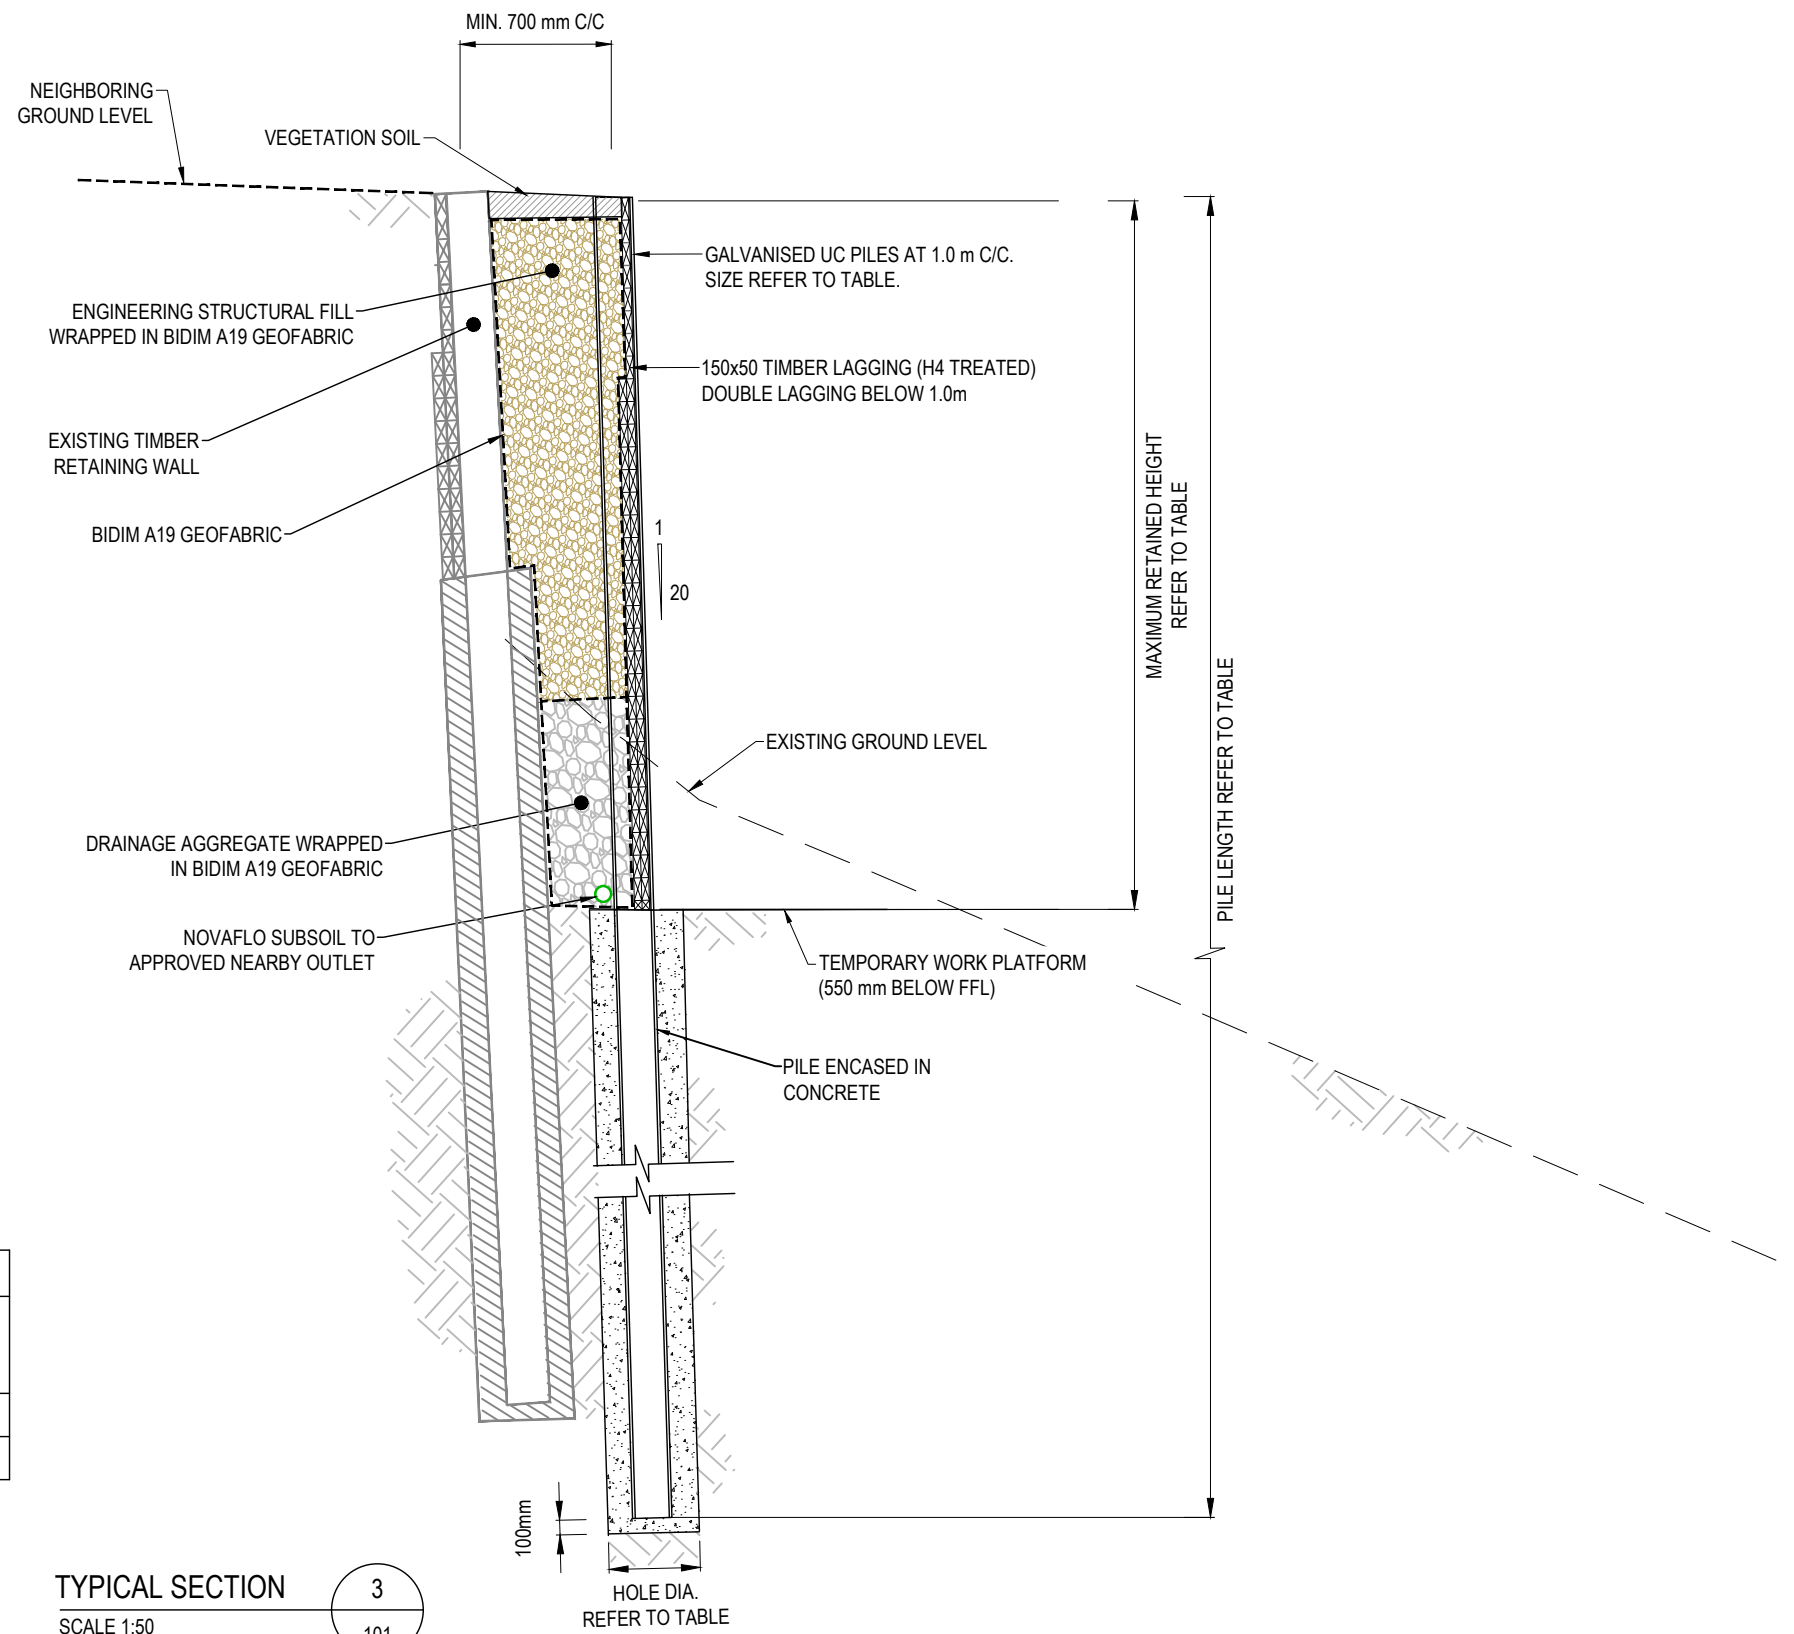 MIN. 700 mm C/C
NEIGHBORING
GROUND LEVEL
VEGETATION SOIL
GALVANISED UC PILES AT 1.0 m C/C.
SIZE REFER TO TABLE.
ENGINEERING STRUCTURAL FILL
WRAPPED IN BIDIM A19 GEOFABRIC
150x50 TIMBER LAGGING (H4 TREATED)
DOUBLE LAGGING BELOW 1.0m
EXISTING TIMBER
RETAINING WALL
BIDIM A19 GEOFABRIC
1
20
MAXIMUM RETAINED HEIGHT
REFER TO TABLE
PILE LENGTH REFER TO TABLE
EXISTING GROUND LEVEL
DRAINAGE AGGREGATE WRAPPED
IN BIDIM A19 GEOFABRIC
NOVAFLO SUBSOIL TO
APPROVED NEARBY OUTLET
TEMPORARY WORK PLATFORM
(550 mm BELOW FFL)
PILE ENCASED IN
CONCRETE
100mm
HOLE DIA.
REFER TO TABLE
TYPICAL SECTION
3
SCALE 1:50
101